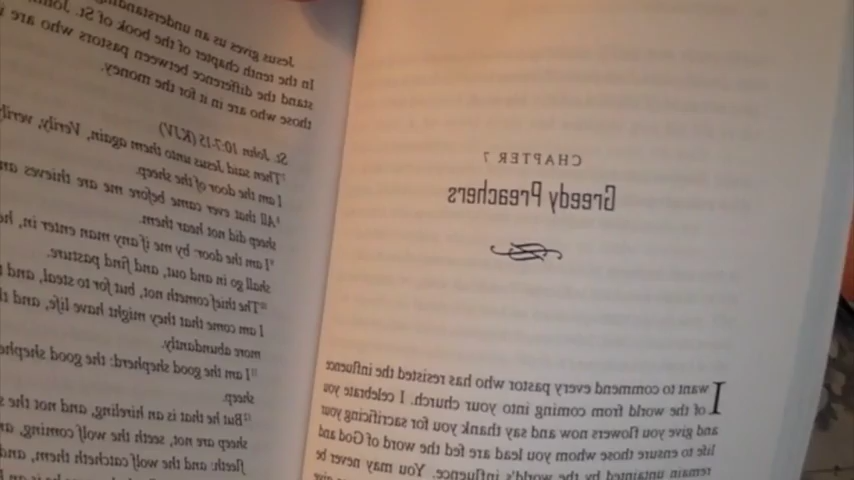 CHAPTER 7
Greedy Preachers
I want to commend every pastor who has resisted the influence
of the world from coming into your church. I celebrate you
and give you flowers now and say thank you for sacrificing your
life to ensure those whom you lead are fed the word of God and
remain untainted by the world's influence. You may never be
Jesus gives us an understanding
In the tenth chapter of the book of St. John
stand the difference between pastors who are
those who are in it for the money.
St. John 10:7-15 (KJV)
⁷Then said Jesus unto them again, Verily, verily
I am the door of the sheep.
⁸All that ever came before me are thieves an
sheep did not hear them.
⁹I am the door: by me if any man enter in, he
shall go in and out, and find pasture.
¹⁰The thief cometh not, but for to steal, and t
I am come that they might have life, and th
more abundantly.
¹¹I am the good shepherd: the good shephe
sheep.
¹²But he that is an hireling, and not the s
sheep are not, seeth the wolf coming, an
fleeth: and the wolf catcheth them, and